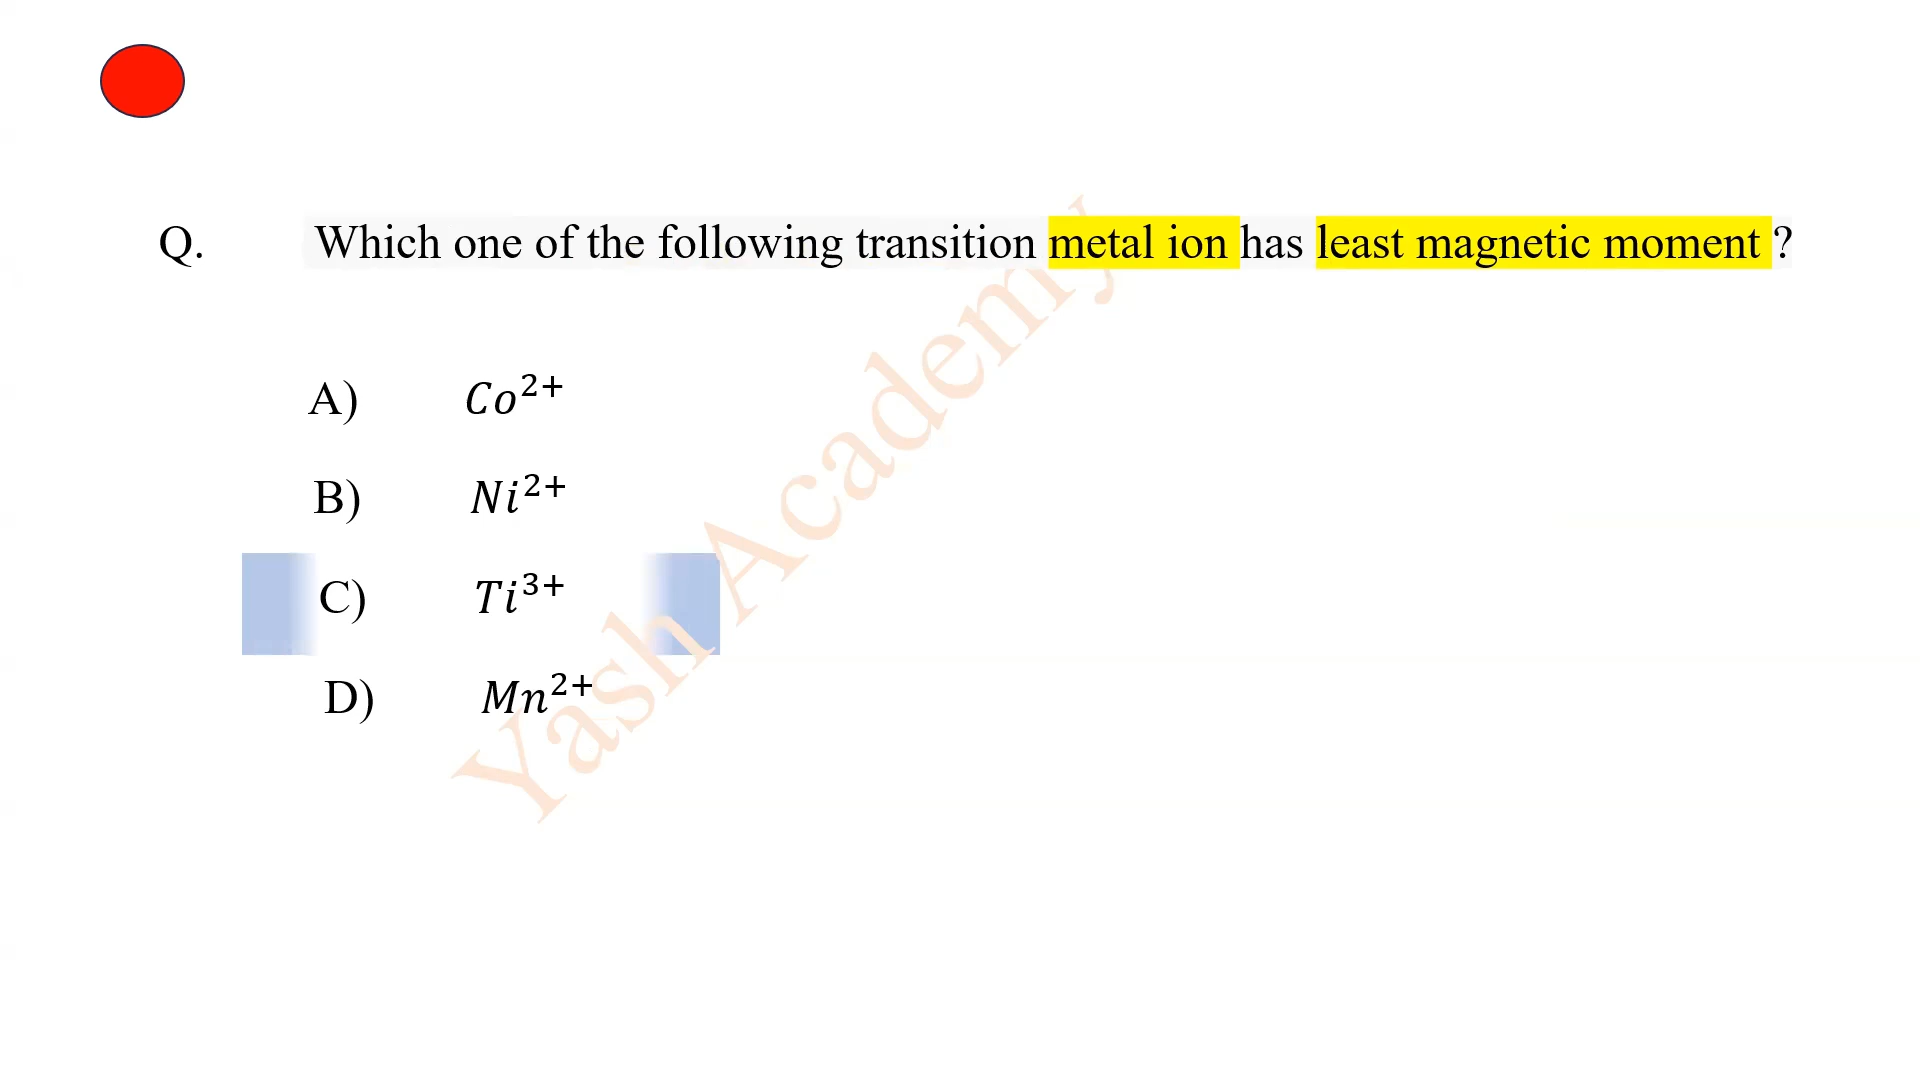 Q. Which one of the following transition metal ion has least magnetic moment ?
A) Co²⁺
B) Ni²⁺
C) Ti³⁺
D) Mn²⁺
Yash Academy